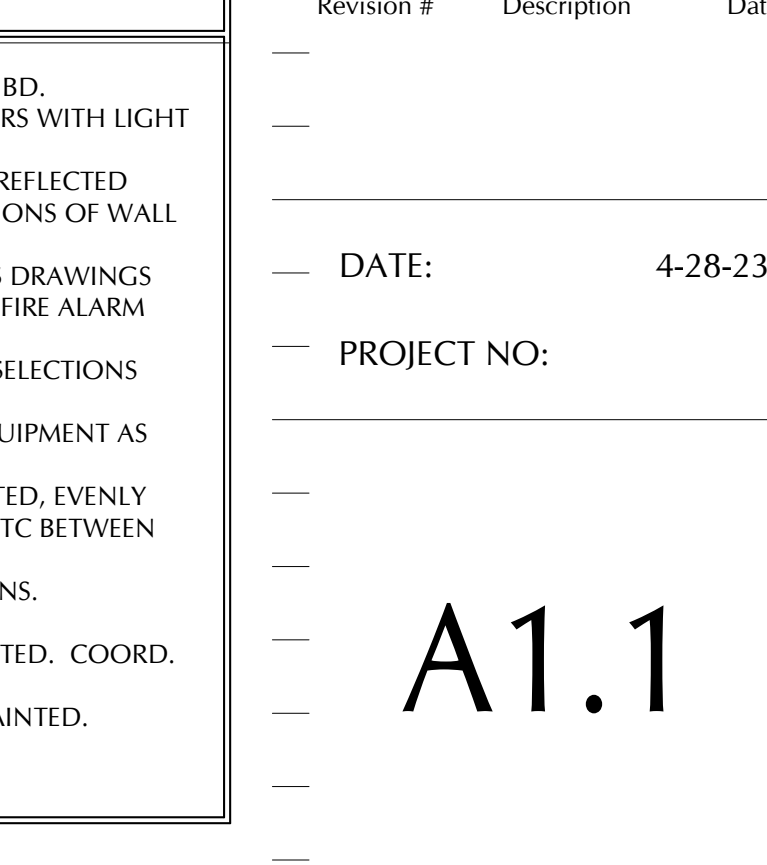 BD.
RS WITH LIGHT
REFLECTED
ONS OF WALL
DRAWINGS
FIRE ALARM
SELECTIONS
UIPMENT AS
TED, EVENLY
TC BETWEEN
NS.
TED. COORD.
AINTED.
Revision # Description Dat
DATE: 4-28-23
PROJECT NO:
A1.1